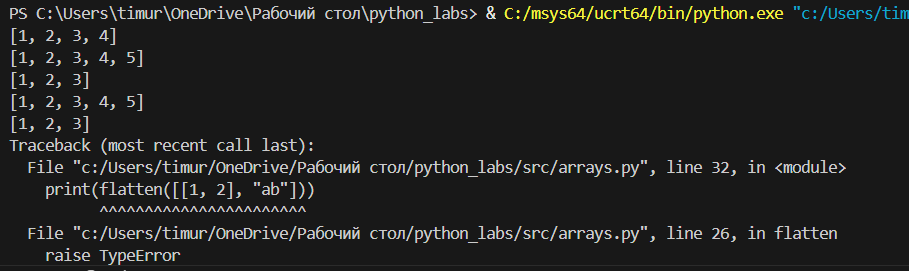 PS C:\Users\timur\OneDrive\Рабочий стол\python_labs> & C:/msys64/ucrt64/bin/python.exe "c:/Users/tim
[1, 2, 3, 4]
[1, 2, 3, 4, 5]
[1, 2, 3]
[1, 2, 3, 4, 5]
[1, 2, 3]
Traceback (most recent call last):
  File "c:/Users/timur/OneDrive/Рабочий стол/python_labs/src/arrays.py", line 32, in <module>
    print(flatten([[1, 2], "ab"]))
          ^^^^^^^^^^^^^^^^^^^^^^^
  File "c:/Users/timur/OneDrive/Рабочий стол/python_labs/src/arrays.py", line 26, in flatten
    raise TypeError